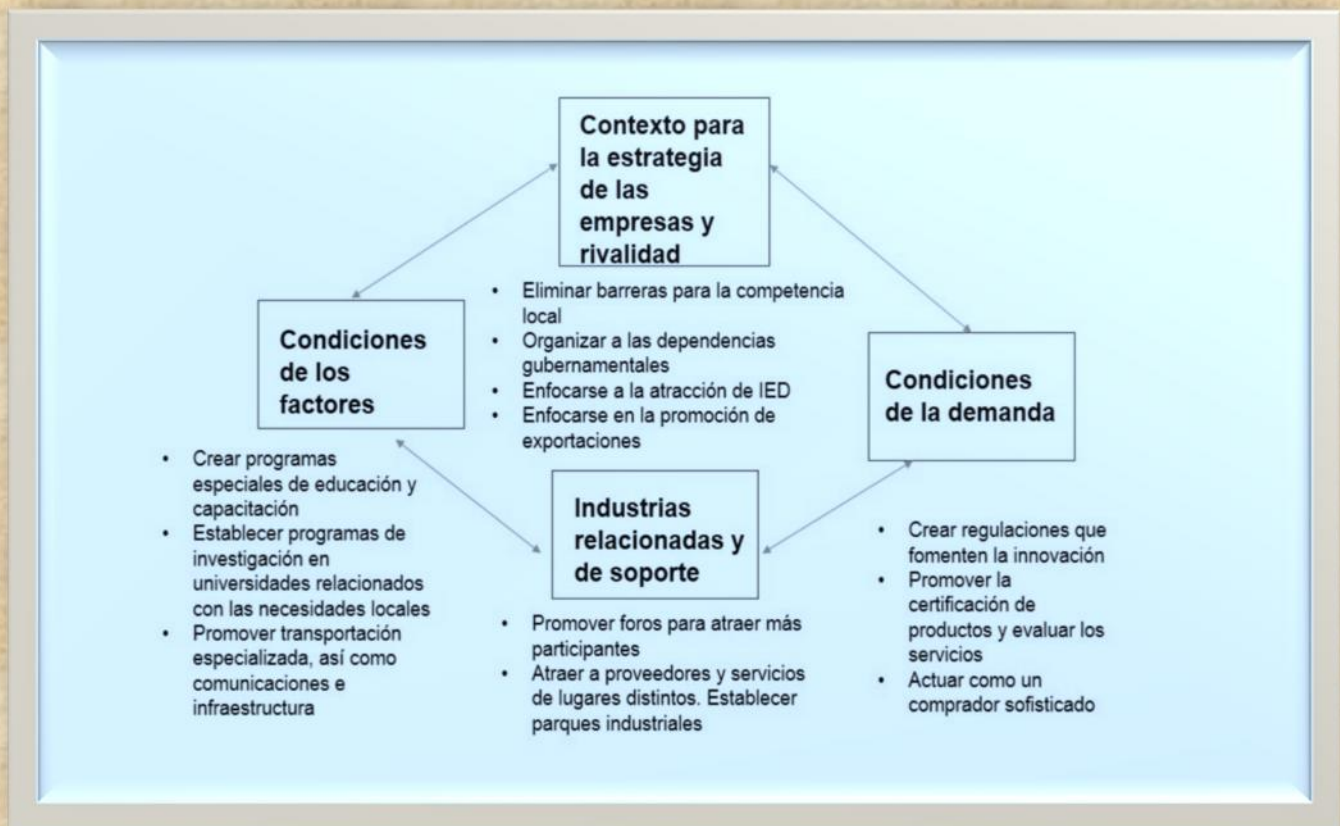 Contexto para
la estrategia
de las
empresas y
rivalidad
• Eliminar barreras para la competencia
local
• Organizar a las dependencias
gubernamentales
• Enfocarse a la atracción de IED
• Enfocarse en la promoción de
exportaciones
Condiciones
de los
factores
• Crear programas
especiales de educación y
capacitación
• Establecer programas de
investigación en
universidades relacionados
con las necesidades locales
• Promover transportación
especializada, así como
comunicaciones e
infraestructura
Industrias
relacionadas y
de soporte
• Promover foros para atraer más
participantes
• Atraer a proveedores y servicios
de lugares distintos. Establecer
parques industriales
Condiciones
de la demanda
• Crear regulaciones que
fomenten la innovación
• Promover la
certificación de
productos y evaluar los
servicios
• Actuar como un
comprador sofisticado